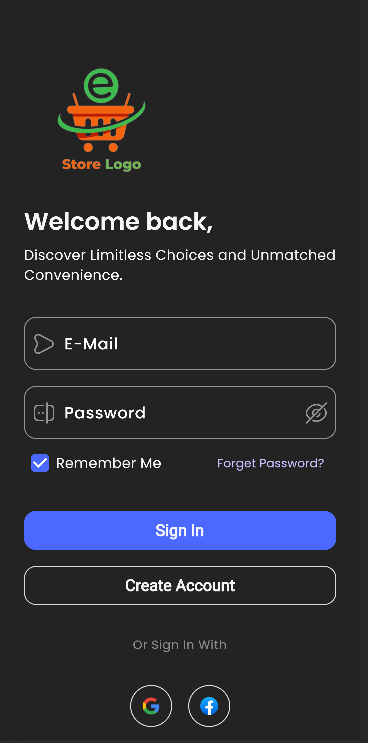 e
Store Logo
Welcome back,
Discover Limitless Choices and Unmatched
Convenience.
E-Mail
Password
Remember Me Forget Password?
Sign In
Create Account
Or Sign In With
G f